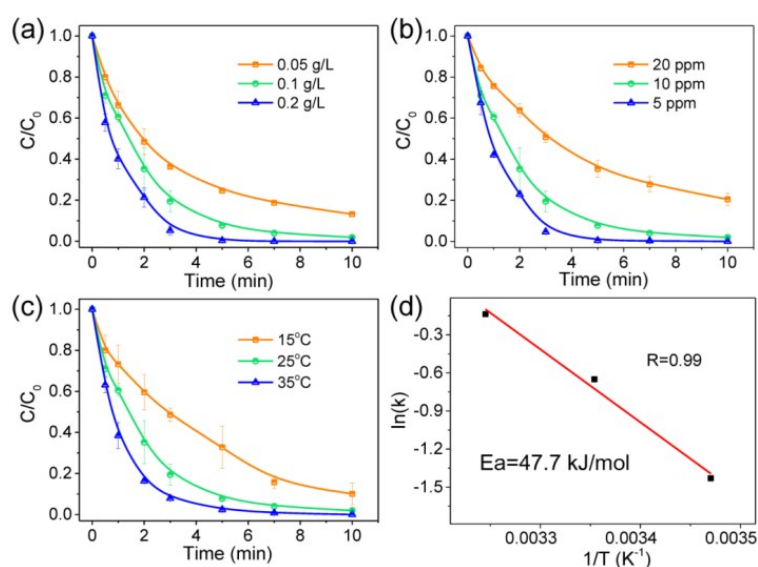 (a)
1.0
0.8
0.6
0.4
0.2
0.0
C/C₀
0.05 g/L
0.1 g/L
0.2 g/L
0 2 4 6 8 10
Time (min)
(b)
1.0
0.8
0.6
0.4
0.2
0.0
C/C₀
20 ppm
10 ppm
5 ppm
0 2 4 6 8 10
Time (min)
(c)
1.0
0.8
0.6
0.4
0.2
0.0
C/C₀
15°C
25°C
35°C
0 2 4 6 8 10
Time (min)
(d)
-0.3
-0.6
-0.9
-1.2
-1.5
ln(k)
R=0.99
Ea=47.7 kJ/mol
0.0033 0.0034 0.0035
1/T (K⁻¹)